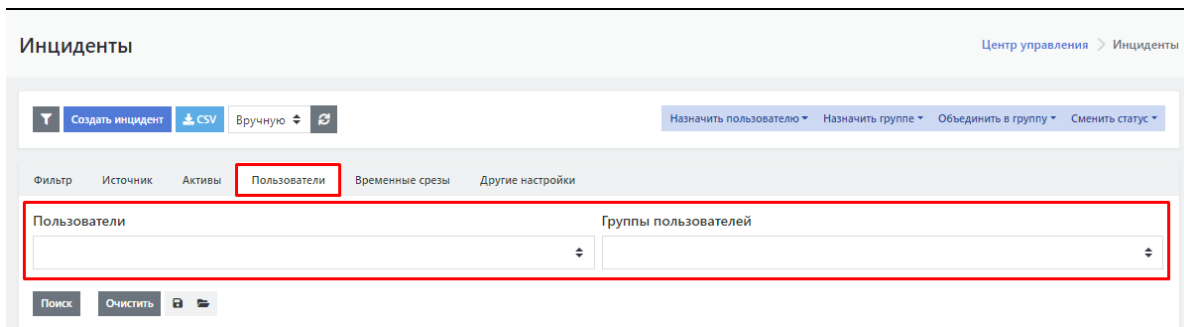 Инциденты
Центр управления > Инциденты
Создать инцидент CSV Вручную Назначить пользователю Назначить группе Объединить в группу Сменить статус
Фильтр Источник Активы Пользователи Временные срезы Другие настройки
Пользователи Группы пользователей
Поиск Очистить